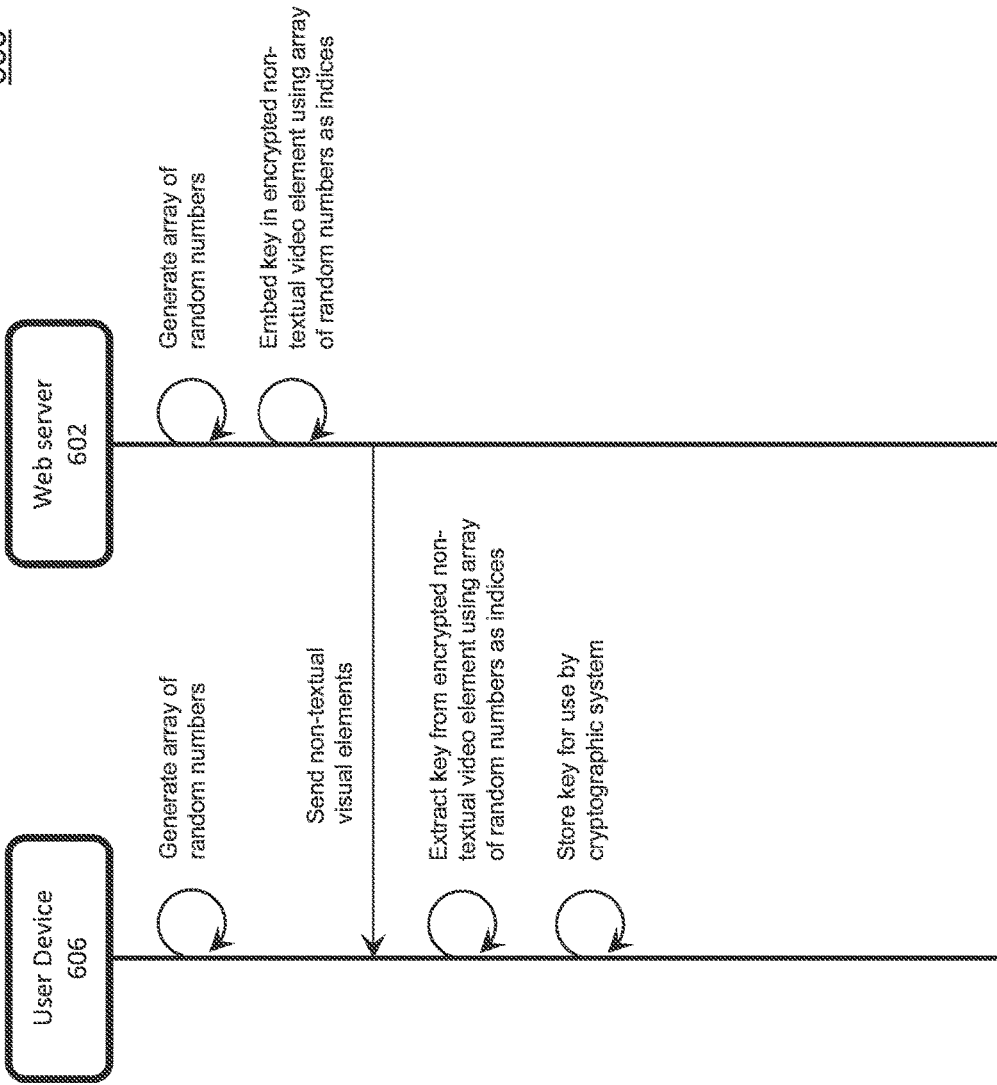 User Device
606
Web server
602
Generate array of
random numbers
Generate array of
random numbers
Embed key in encrypted non-
textual video element using array
of random numbers as indices
Send non-textual
visual elements
Extract key from encrypted non-
textual video element using array
of random numbers as indices
Store key for use by
cryptographic system